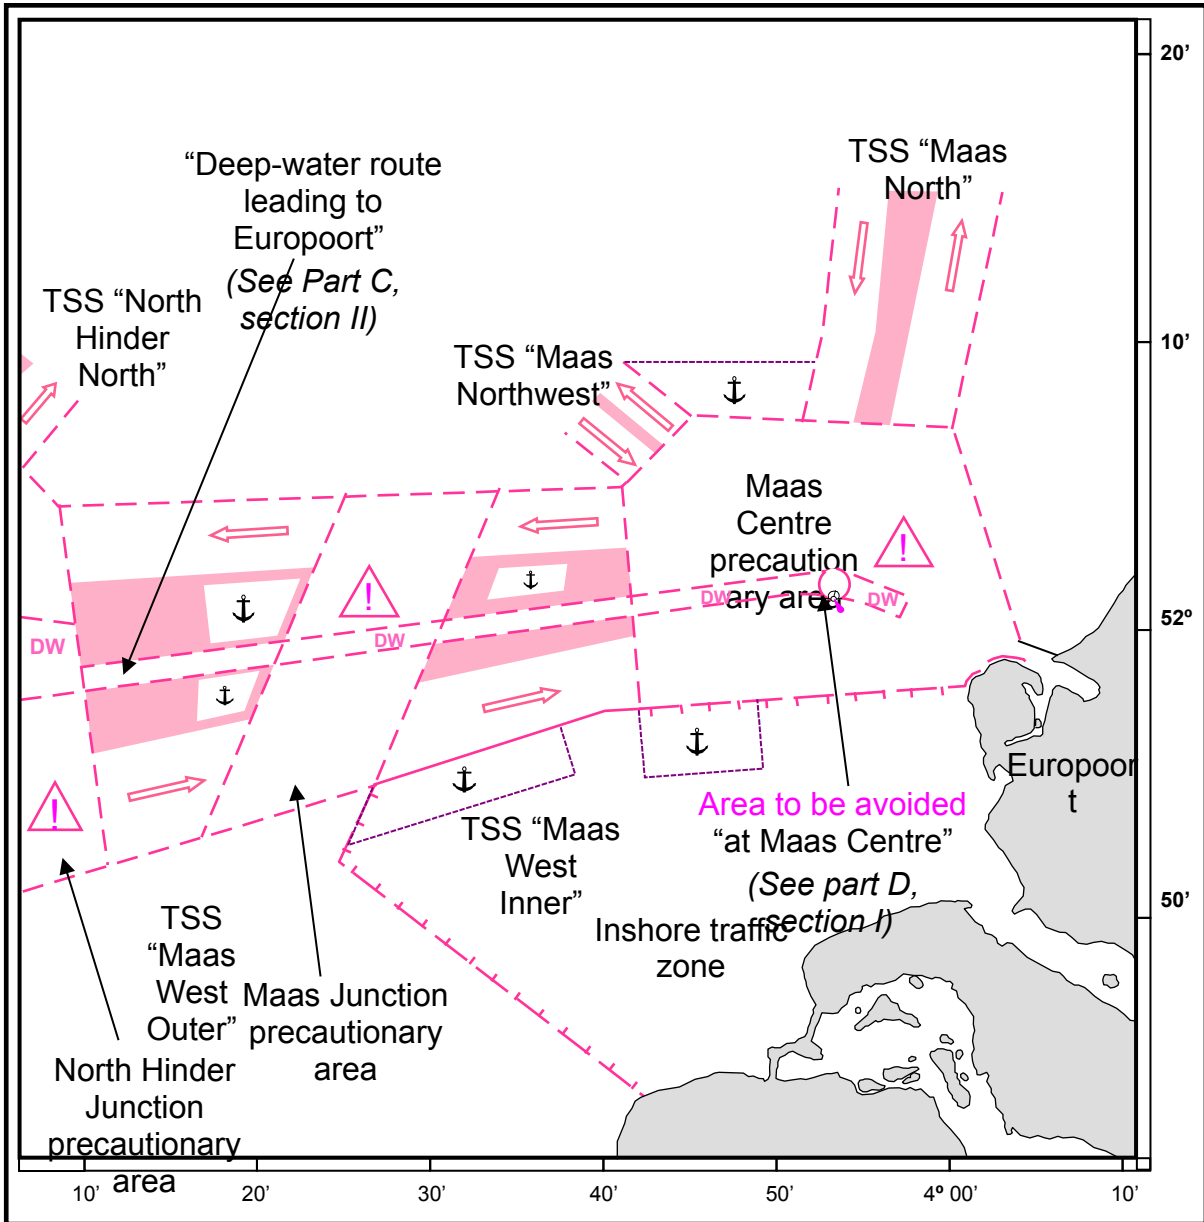 20’
“Deep-water route
leading to
Europoort”
(See Part C,
section II)
TSS “Maas
North”
TSS “North
Hinder
North”
10’
TSS “Maas
Northwest”
Maas
Centre
precaution
ary area
!
!
DW
DW
DW
DW
52º
Europoor
t
!
Area to be avoided
“at Maas Centre”
(See part D,
section I)
TSS “Maas
West
Inner”
Inshore traffic
zone
50’
TSS
“Maas
West
Outer”
Maas Junction
precautionary
area
North Hinder
Junction
precautionary
area
10’
20’
30’
40’
50’
4º 00’
10’